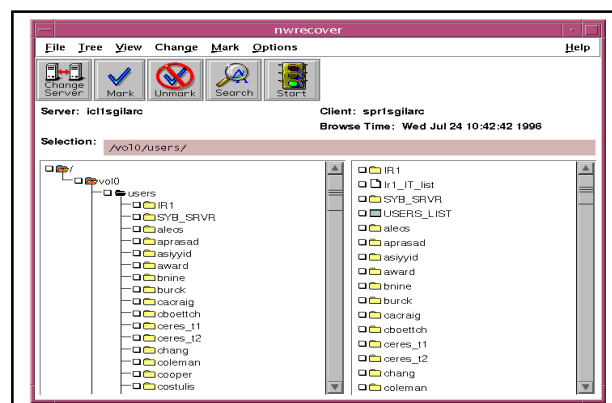 nwrecover
File Tree View Change Mark Options Help
Change Server Mark Unmark Search Start
Server: icl1sgilarc Client: spr1sgilarc
Browse Time: Wed Jul 24 10:42:42 1996
Selection: /vol0/users/
/
vol0
users
IR1
SYB_SRVR
alecs
aprasad
asiyyid
award
bnine
burck
cacraig
cboettch
ceres_t1
ceres_t2
chang
coleman
cooper
costulis
IR1
Ir1_IT_list
SYB_SRVR
USERS_LIST
alecs
aprasad
asiyyid
award
bnine
burck
cacraig
cboettch
ceres_t1
ceres_t2
chang
coleman